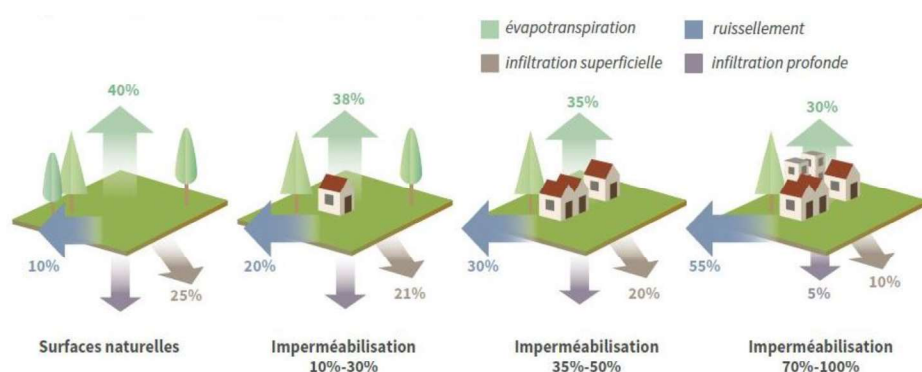 évapotranspiration
ruissellement
infiltration superficielle
infiltration profonde
40%
38%
35%
30%
10%
20%
30%
55%
25%
21%
20%
5%
10%
Surfaces naturelles
Imperméabilisation
10%-30%
Imperméabilisation
35%-50%
Imperméabilisation
70%-100%